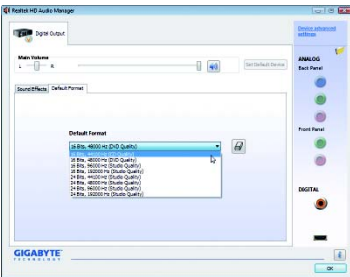 Realtek HD Audio Manager
Digital Output
Device advanced settings
Main Volume
L R
Set Default Device
ANALOG
Back Panel
Sound Effects Default Format
Default Format
16 Bits, 48000 Hz (DVD Quality)
16 Bits, 48000 Hz (DVD Quality)
16 Bits, 96000 Hz (Studio Quality)
16 Bits, 192000 Hz (Studio Quality)
24 Bits, 44100 Hz (Studio Quality)
24 Bits, 48000 Hz (Studio Quality)
24 Bits, 96000 Hz (Studio Quality)
24 Bits, 192000 Hz (Studio Quality)
Front Panel
DIGITAL
GIGABYTE
TECHNOLOGY
OK